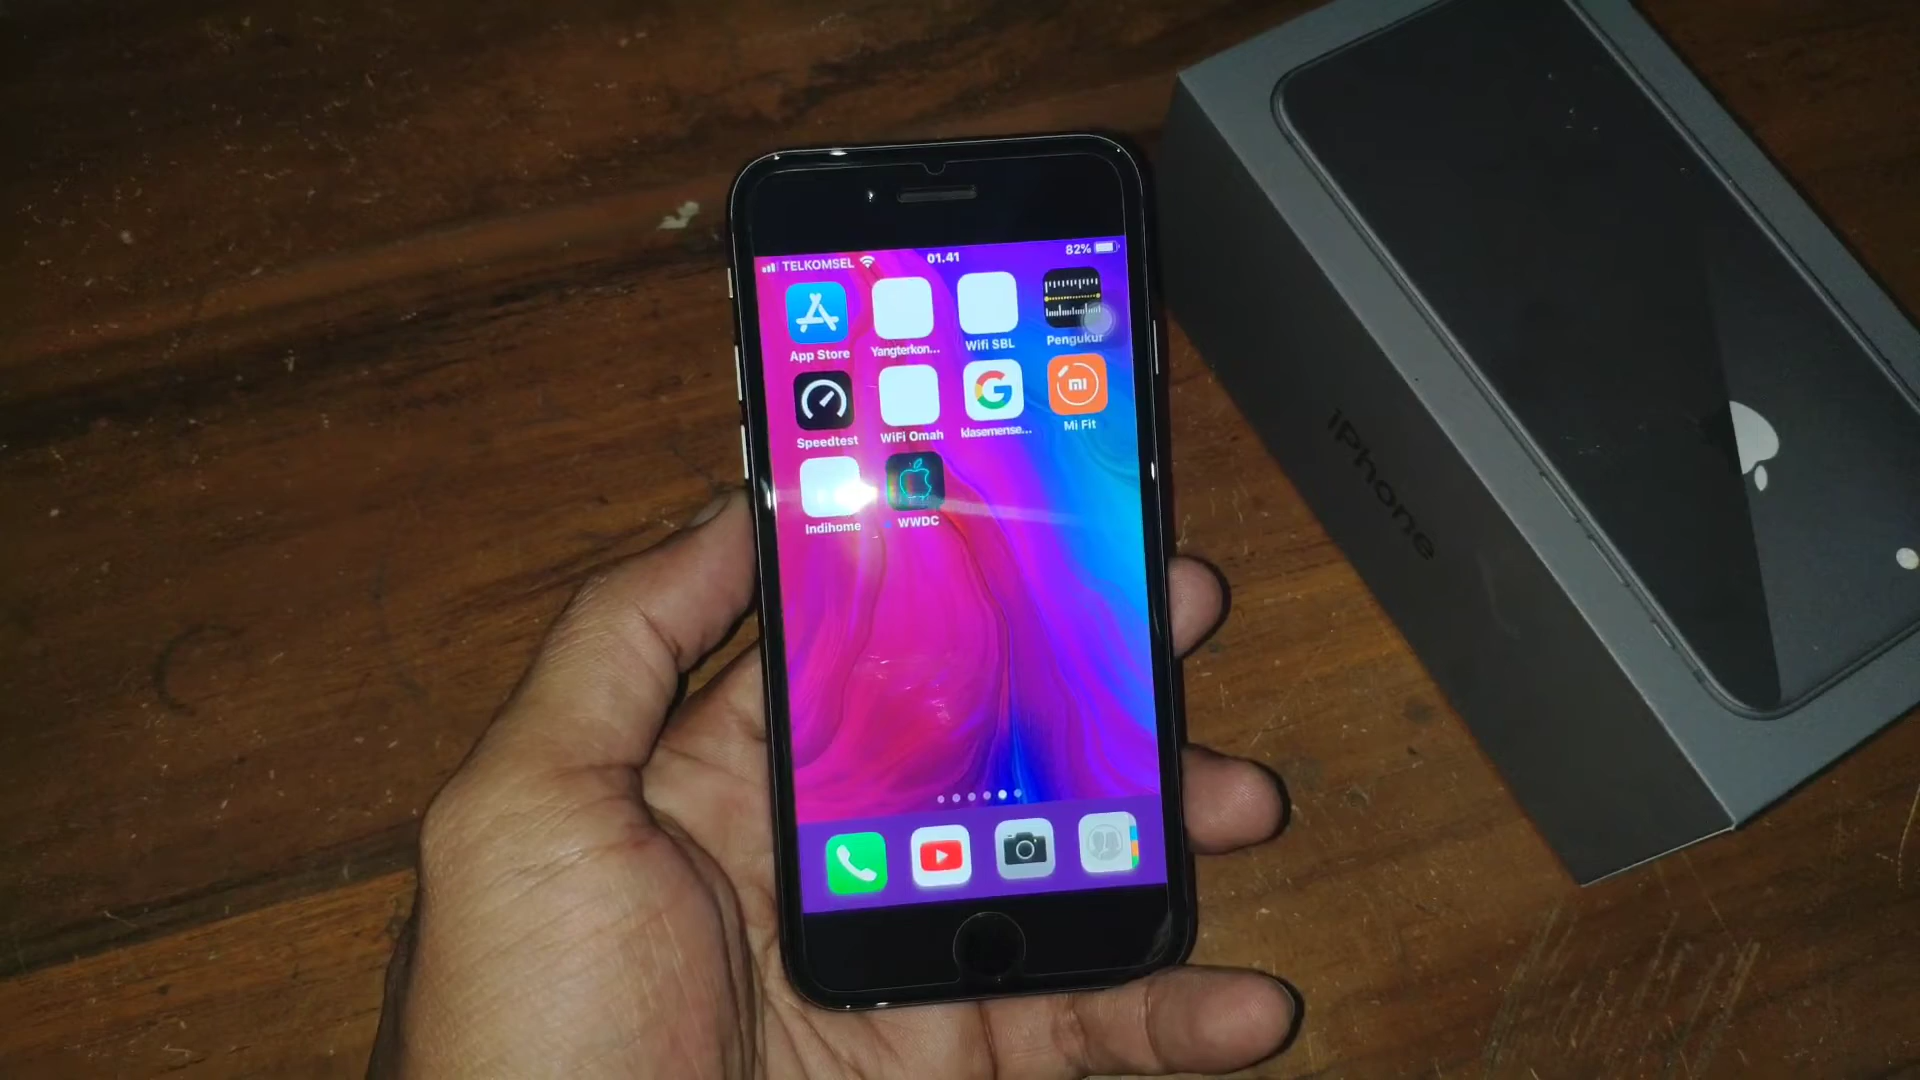 TELKOMSEL 01.41 82%
App Store Yangterkon... Wifi SBL Pengukur
Speedtest WiFi Omah klasemense... Mi Fit
Indihome WWDC
iPhone